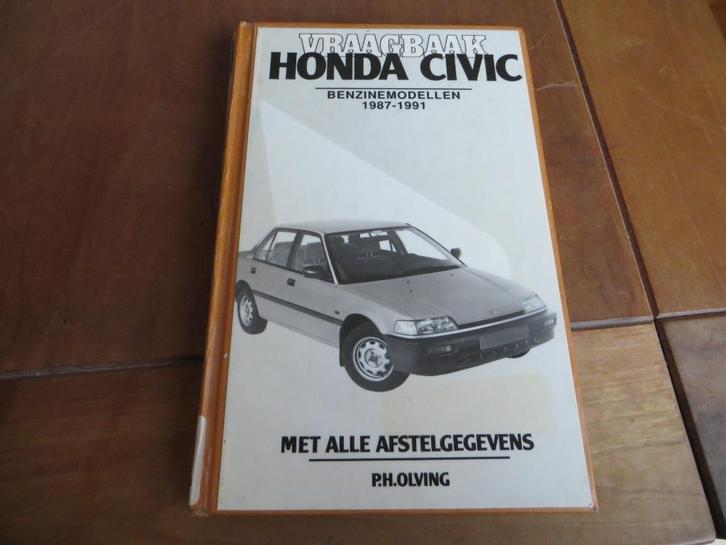 VRAAGBAAK
HONDA CIVIC
BENZINEMODELLEN
1987-1991
MET ALLE AFSTELGEGEVENS
P.H.OLVING